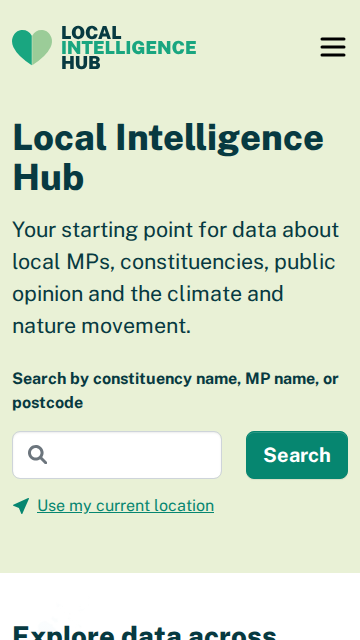 LOCAL
INTELLIGENCE
HUB
Local Intelligence
Hub
Your starting point for data about
local MPs, constituencies, public
opinion and the climate and
nature movement.
Search by constituency name, MP name, or
postcode
Search
Use my current location
Explore data across